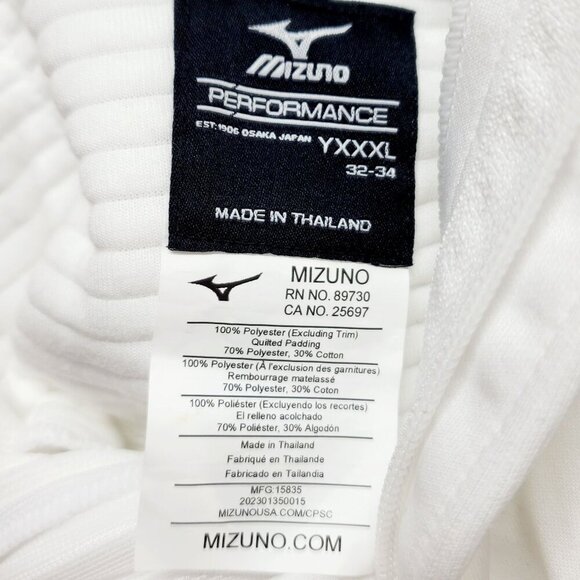 MIZUNO
PERFORMANCE
EST. 1906 OSAKA JAPAN YXXXL
32-34
MADE IN THAILAND
MIZUNO
RN NO. 89730
CA NO. 25697
100% Polyester (Excluding Trim)
Quilted Padding
70% Polyester, 30% Cotton
100% Polyester (À l'exclusion des garnitures)
Rembourrage matelassé
70% Polyester, 30% Coton
100% Poliéster (Excluyendo los recortes)
El relleno acolchado
70% Poliéster, 30% Algodón
Made in Thailand
Fabriqué en Thailande
Fabricado en Tailandia
MFG:15835
202301350015
MIZUNOUSA.COM/CPSC
MIZUNO.COM